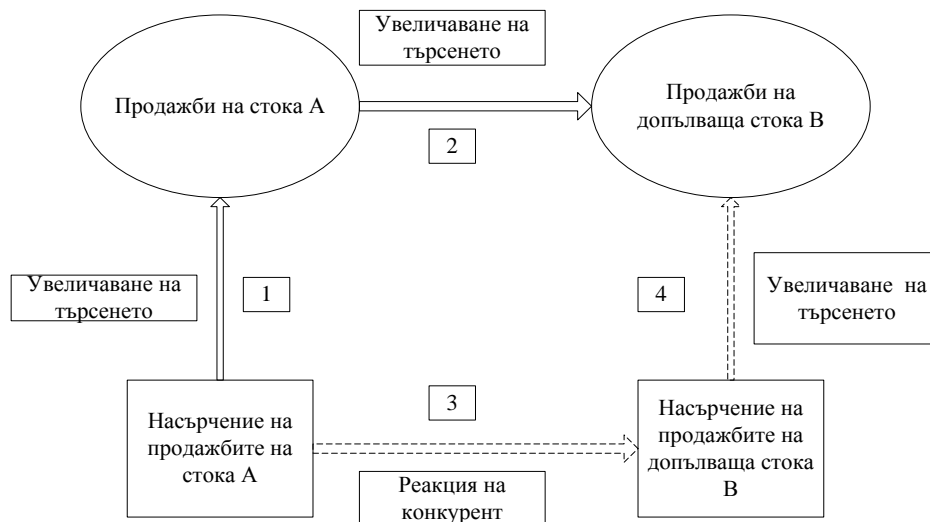 Увеличаване на
търсенето
Продажби на стока А
Продажби на
допълваща стока В
2
Увеличаване на
търсенето
1
4
Увеличаване на
търсенето
Насърчение на
продажбите на
стока А
3
Насърчение на
продажбите на
допълваща стока
В
Реакция на
конкурент